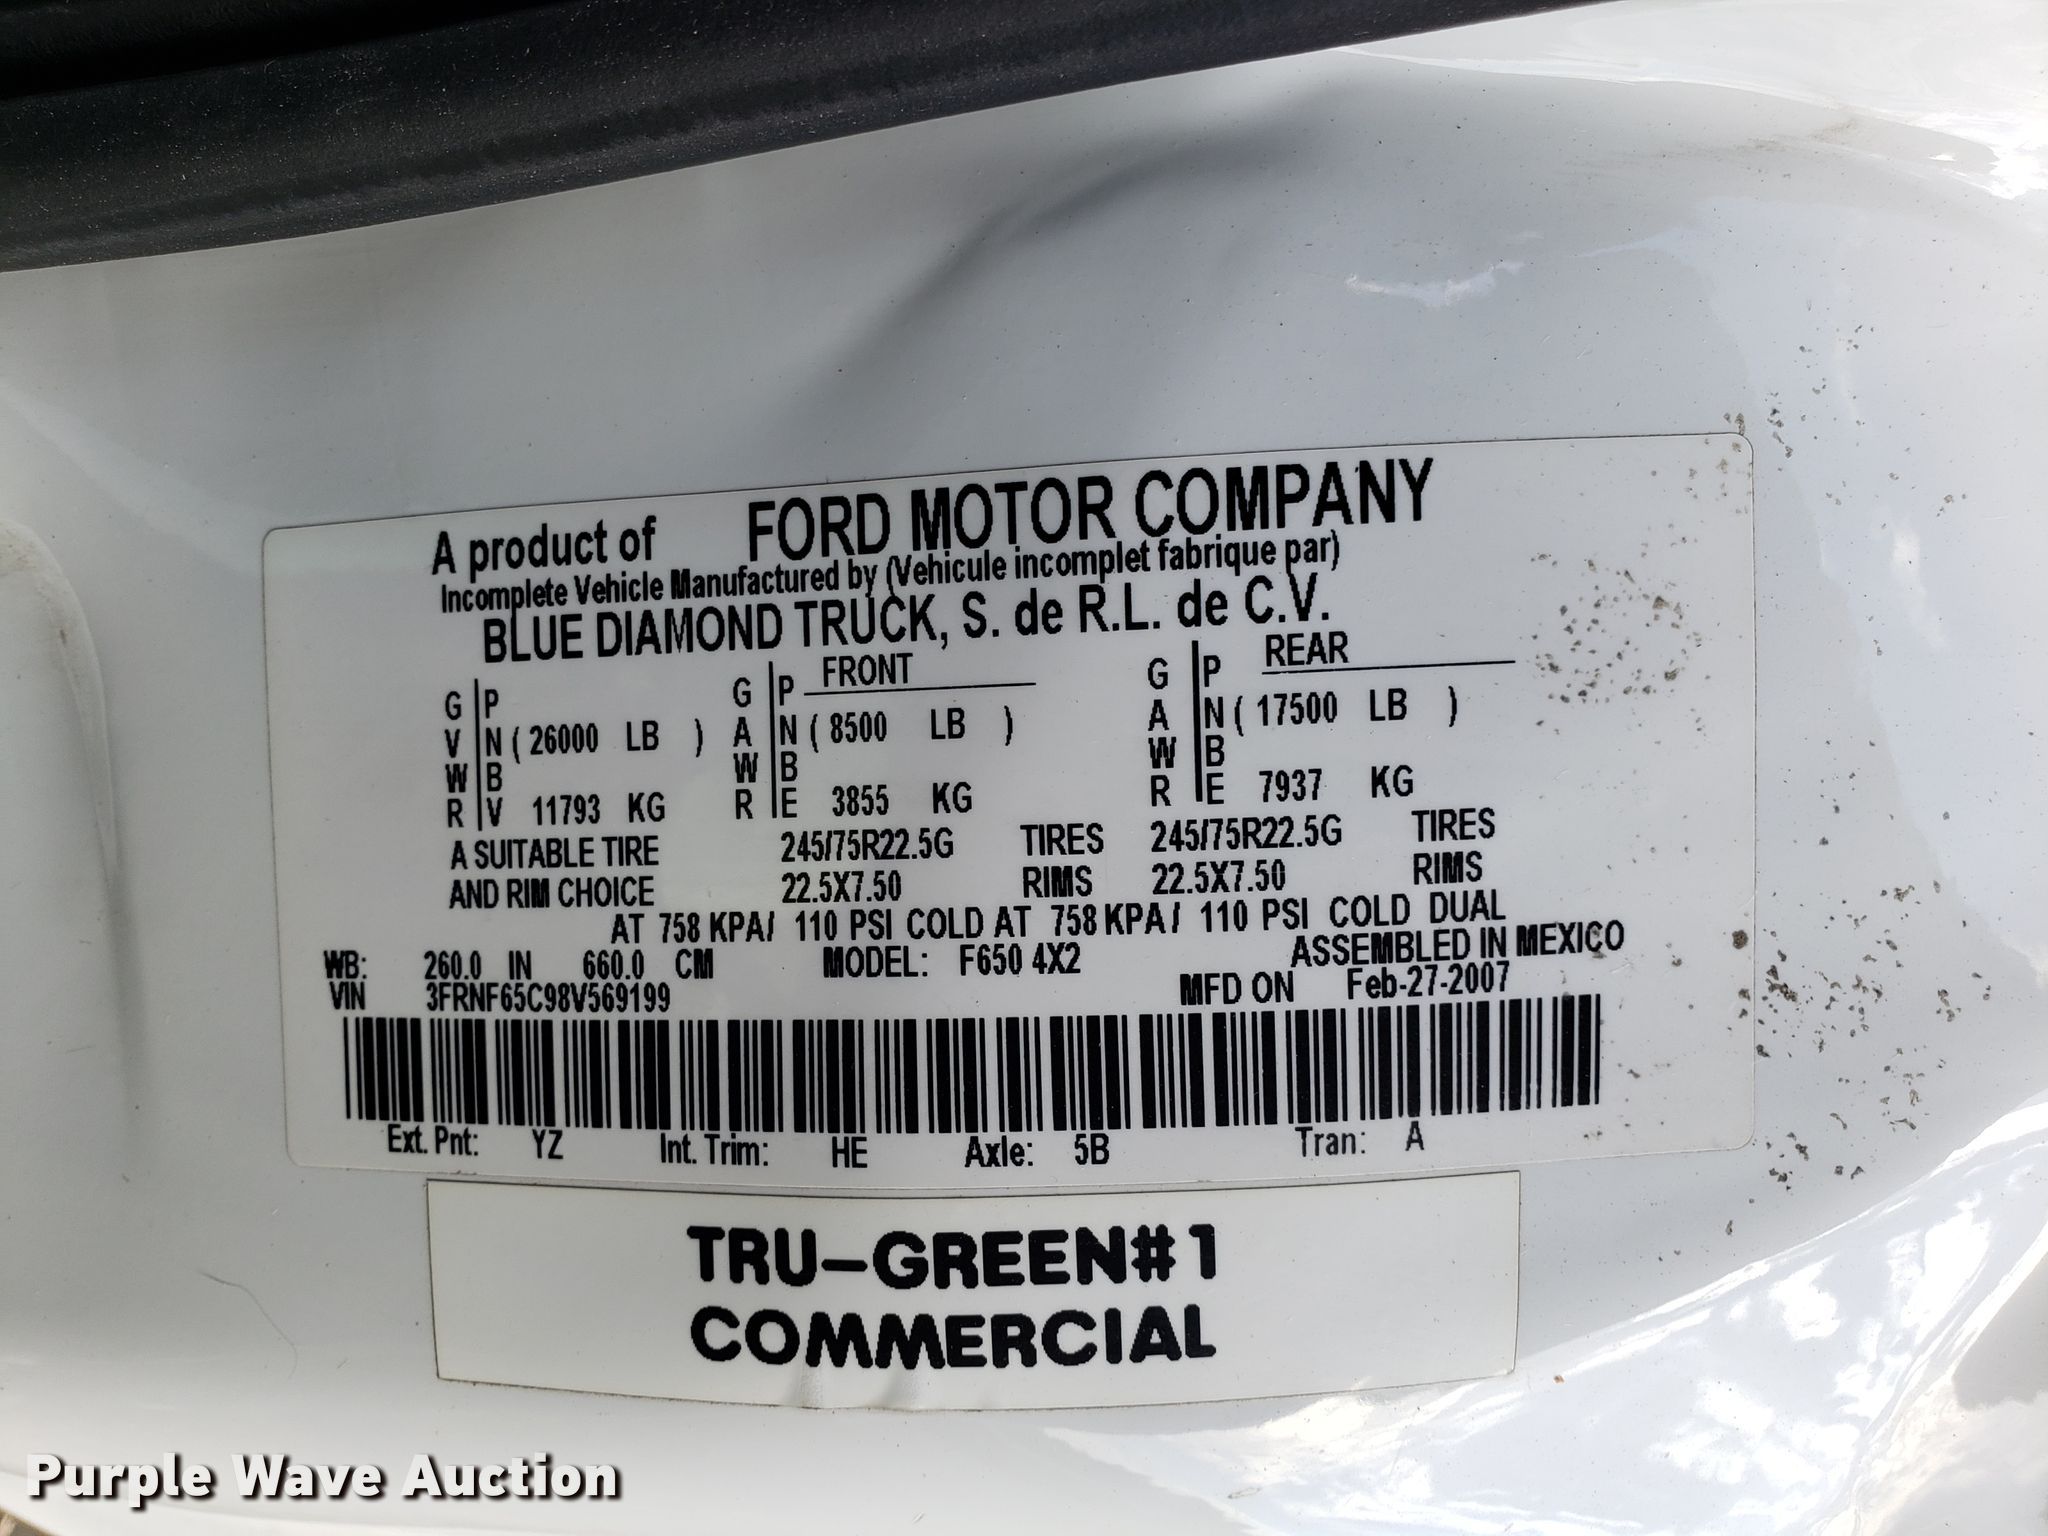 A product of FORD MOTOR COMPANY
Incomplete Vehicle Manufactured by (Vehicule incomplet fabrique par)
BLUE DIAMOND TRUCK, S. de R.L. de C.V.
G P G P FRONT G P REAR
V N ( 26000 LB ) A N ( 8500 LB ) A N ( 17500 LB )
W B W B W B
R V 11793 KG R E 3855 KG R E 7937 KG
A SUITABLE TIRE 245/75R22.5G TIRES 245/75R22.5G TIRES
AND RIM CHOICE 22.5X7.50 RIMS 22.5X7.50 RIMS
AT 758 KPA/ 110 PSI COLD AT 758 KPA/ 110 PSI COLD DUAL
WB: 260.0 IN 660.0 CM MODEL: F650 4X2 ASSEMBLED IN MEXICO
VIN 3FRNF65C98V569199 MFD ON Feb-27-2007
Ext. Pnt: YZ Int. Trim: HE Axle: 5B Tran: A
TRU-GREEN#1
COMMERCIAL
Purple Wave Auction